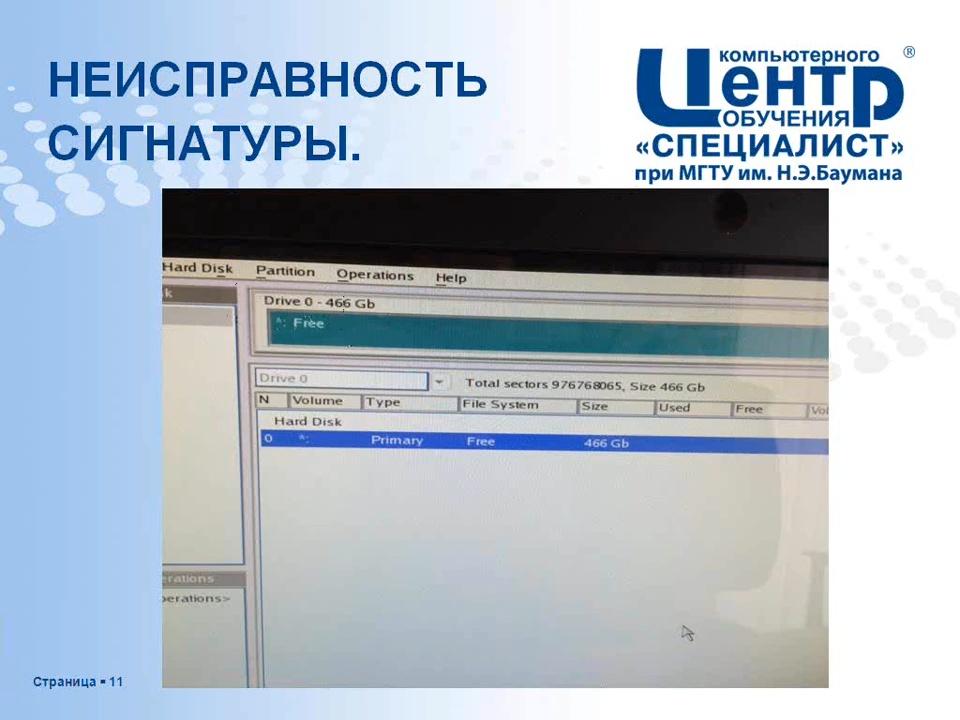 НЕИСПРАВНОСТЬ
СИГНАТУРЫ.
компьютерного ®
Центр
ОБУЧЕНИЯ
«СПЕЦИАЛИСТ»
при МГТУ им. Н.Э.Баумана
Hard Disk Partition Operations Help
Drive 0 - 466 Gb
*: Free
Drive 0 Total sectors 976768065, Size 466 Gb
N Volume Type File System Size Used Free
Hard Disk
0 *: Primary Free 466 Gb
Страница ▪ 11